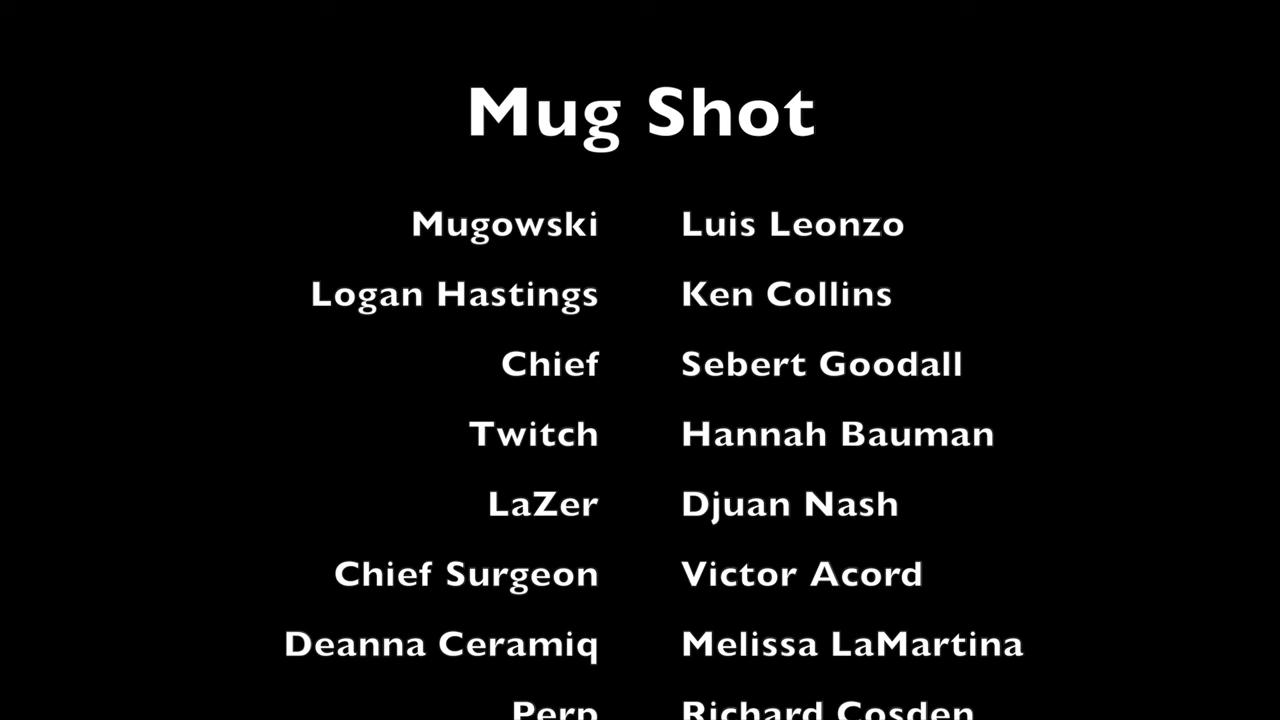 Mug Shot
Mugowski Luis Leonzo
Logan Hastings Ken Collins
Chief Sebert Goodall
Twitch Hannah Bauman
LaZer Djuan Nash
Chief Surgeon Victor Acord
Deanna Ceramiq Melissa LaMartina
Perp Richard Cosden